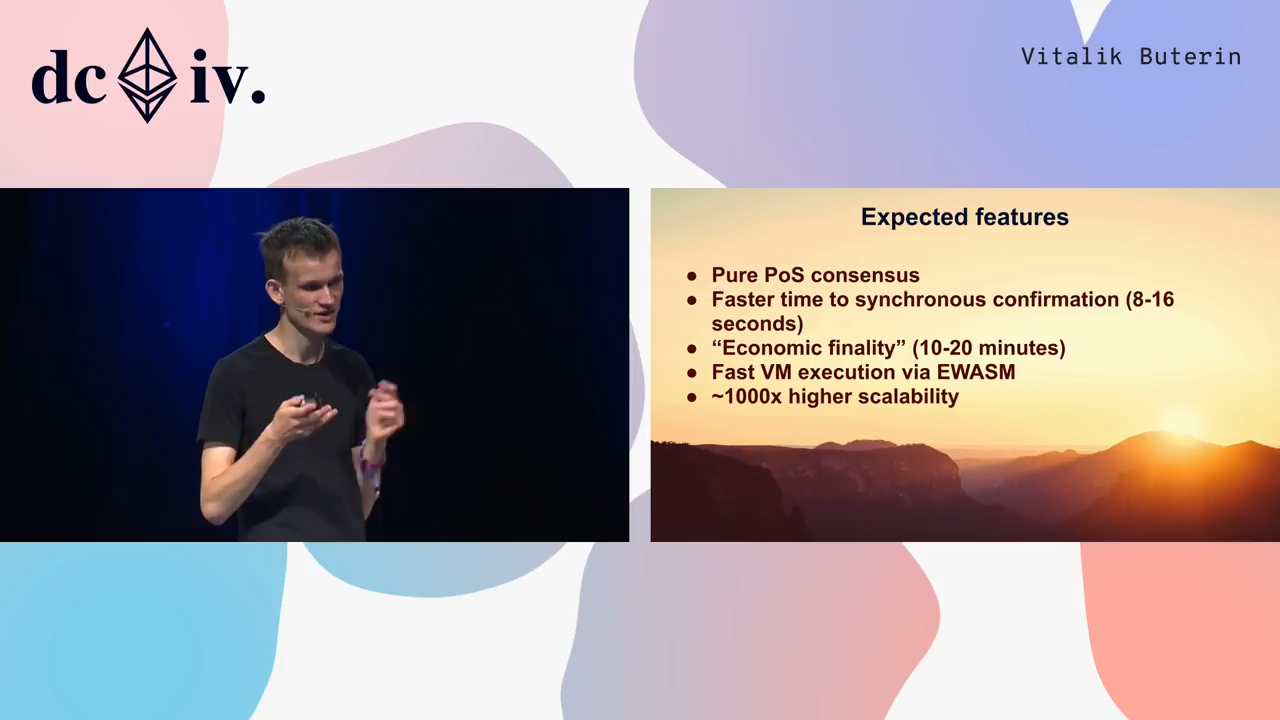 dc iv.
Vitalik Buterin
Expected features
● Pure PoS consensus
● Faster time to synchronous confirmation (8-16
seconds)
● “Economic finality” (10-20 minutes)
● Fast VM execution via EWASM
● ~1000x higher scalability